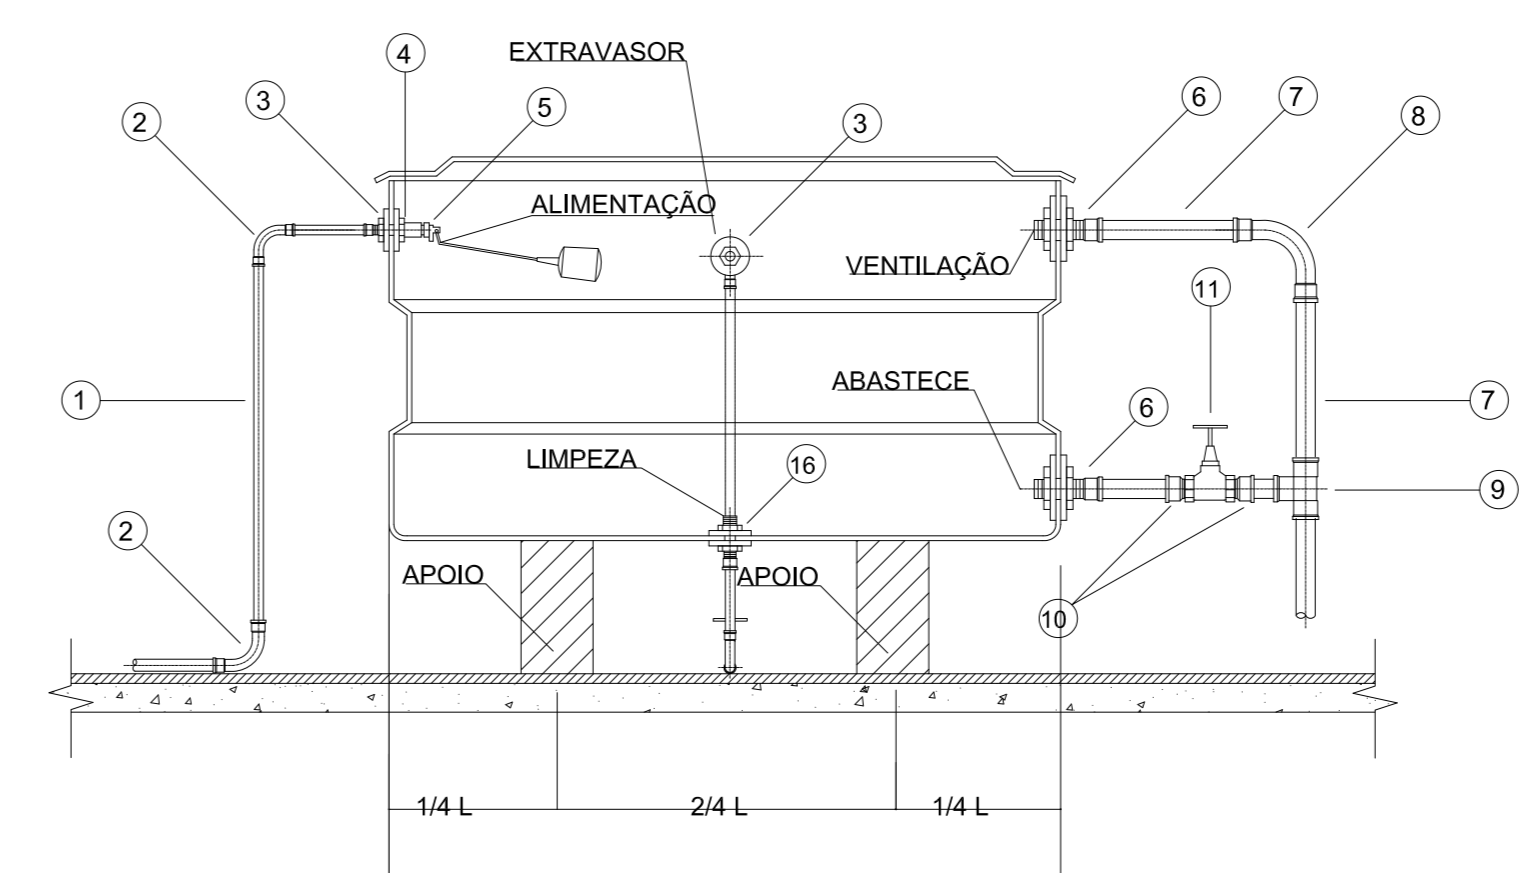 4
EXTRAVASOR
3
5
6
7
2
3
8
ALIMENTAÇÃO
VENTILAÇÃO
11
1
ABASTECE
6
7
LIMPEZA
16
9
2
APOIO
APOIO
10
1/4 L
2/4 L
1/4 L